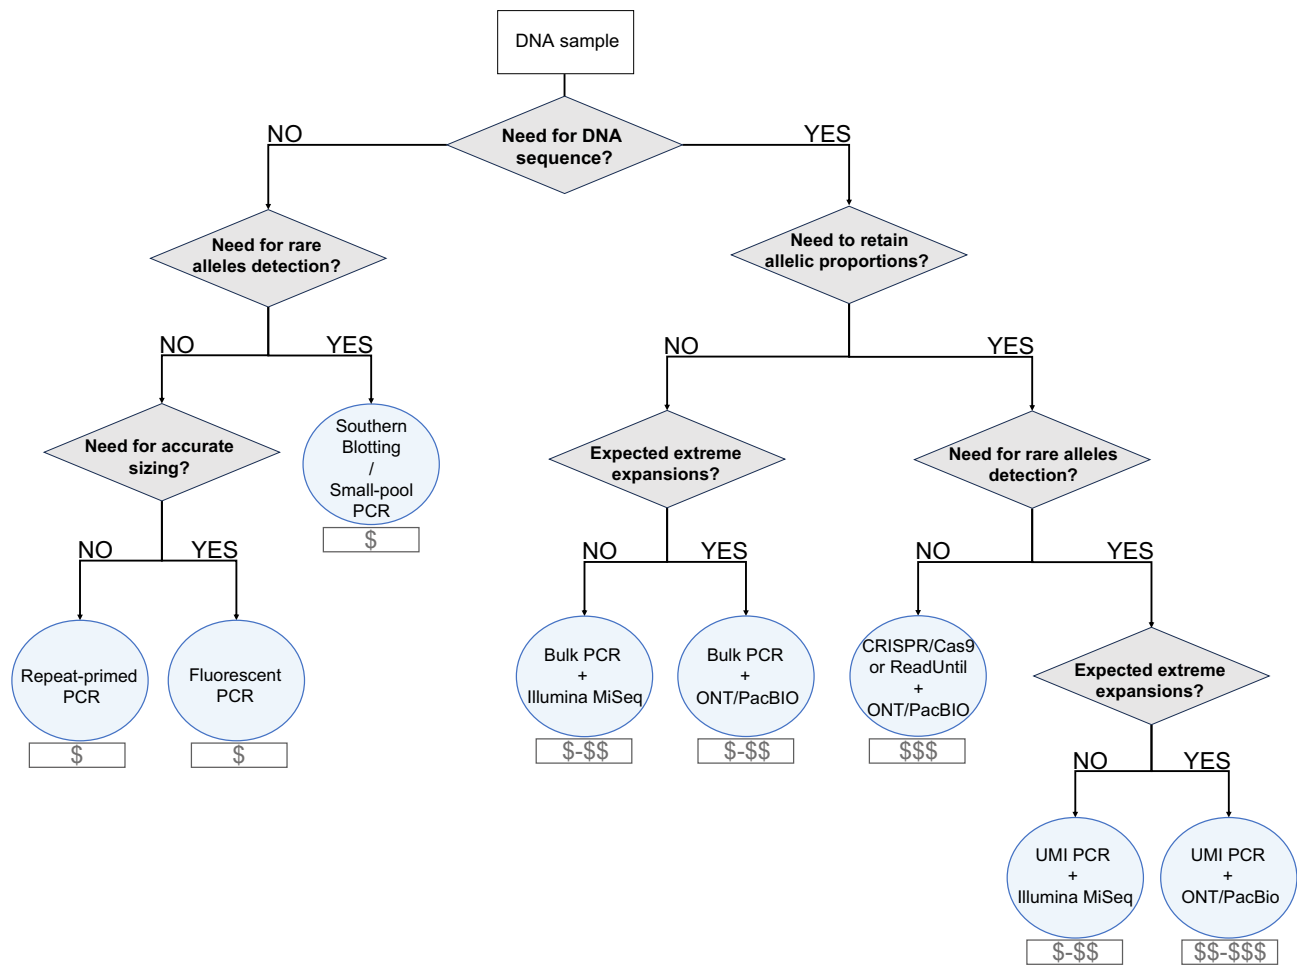 DNA sample
Need for DNA
sequence?
NO
YES
Need for rare
alleles detection?
Need to retain
allelic proportions?
NO
YES
NO
YES
Need for accurate
sizing?
Southern
Blotting
/
Small-pool
PCR
$
Expected extreme
expansions?
Need for rare alleles
detection?
NO
YES
NO
YES
NO
YES
Repeat-primed
PCR
$
Fluorescent
PCR
$
Bulk PCR
+
Illumina MiSeq
$-$$
Bulk PCR
+
ONT/PacBIO
$-$$
CRISPR/Cas9
or ReadUntil
+
ONT/PacBIO
$$$
Expected extreme
expansions?
NO
YES
UMI PCR
+
Illumina MiSeq
$-$$
UMI PCR
+
ONT/PacBio
$$-$$$